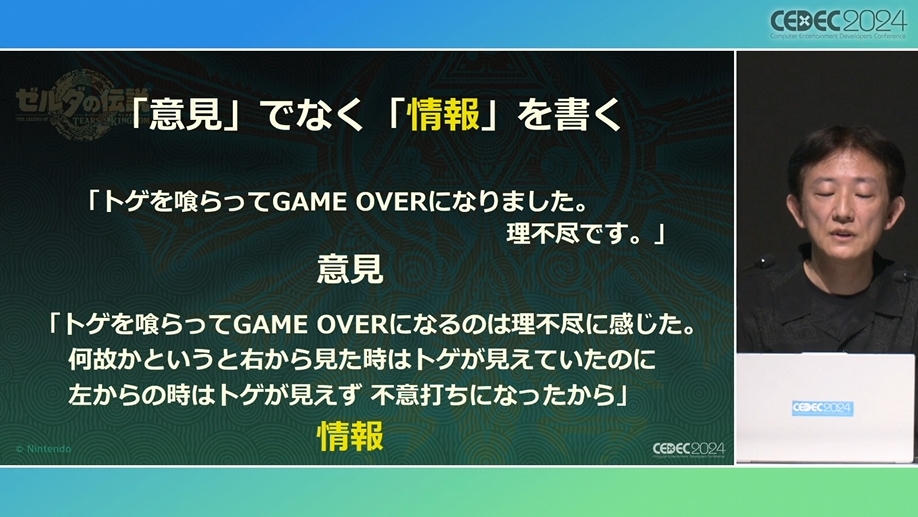 CEDEC2024
Computer Entertainment Developers Conference
ゼルダの伝説
TEARS OF THE KINGDOM
「意見」でなく「情報」を書く
「トゲを喰らってGAME OVERになりました。
理不尽です。」
意見
「トゲを喰らってGAME OVERになるのは理不尽に感じた。
何故かというと右から見た時はトゲが見えていたのに
左からの時はトゲが見えず 不意打ちになったから」
情報
© Nintendo
CEDEC2024
Computer Entertainment Developers Conference
CEDEC2024